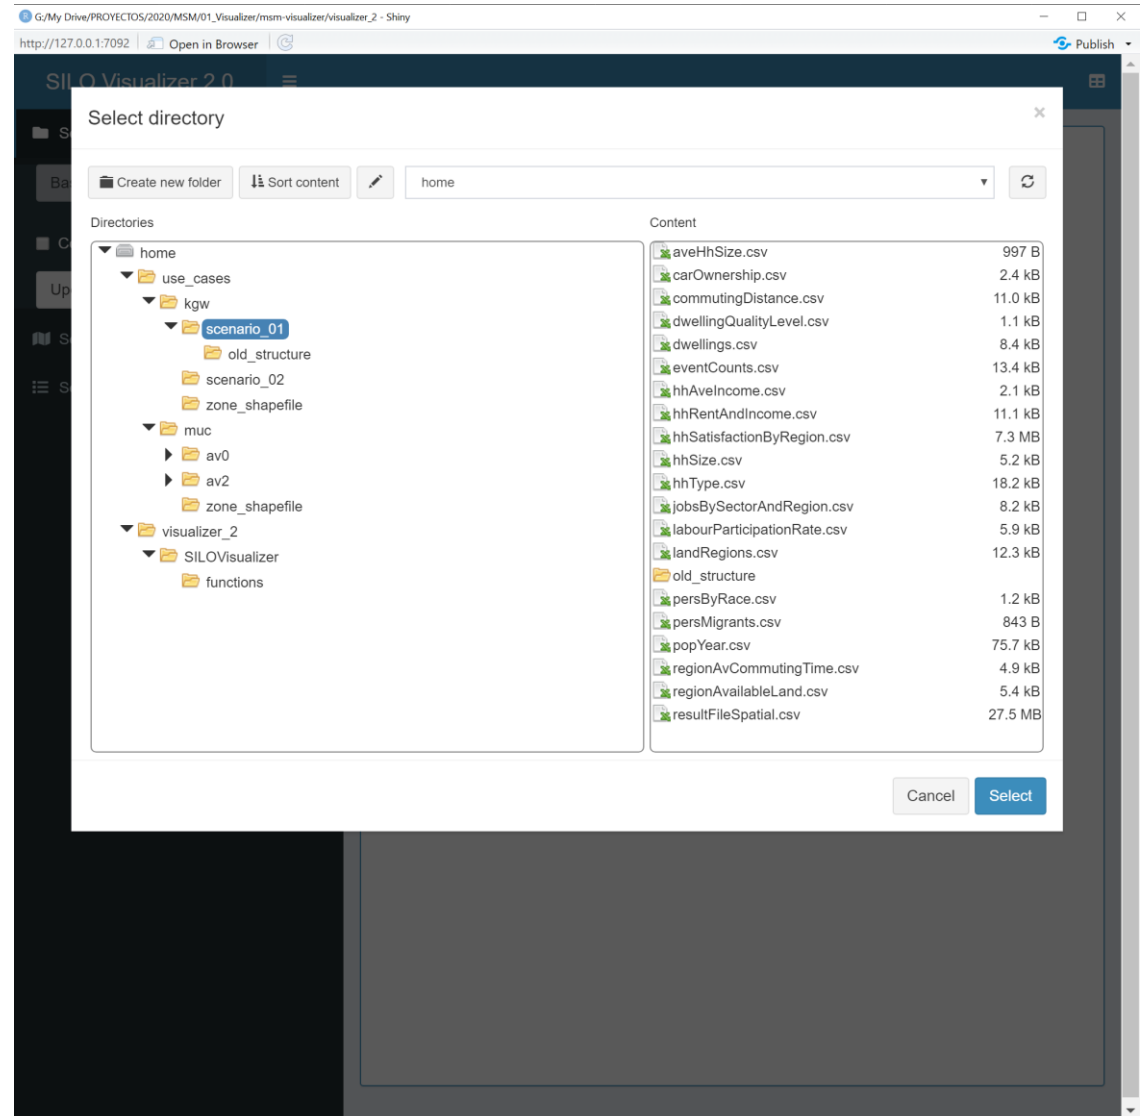 G:/My Drive/PROYECTOS/2020/MSM/01_Visualizer/msm-visualizer/visualizer_2 - Shiny
http://127.0.0.1:7092 Open in Browser Publish
SILO Visualizer 2.0
Select directory
Create new folder Sort content home
Directories Content
home
use_cases
kgw
scenario_01
old_structure
scenario_02
zone_shapefile
muc
av0
av2
zone_shapefile
visualizer_2
SILOVisualizer
functions
aveHhSize.csv 997 B
carOwnership.csv 2.4 kB
commutingDistance.csv 11.0 kB
dwellingQualityLevel.csv 1.1 kB
dwellings.csv 8.4 kB
eventCounts.csv 13.4 kB
hhAveIncome.csv 2.1 kB
hhRentAndIncome.csv 11.1 kB
hhSatisfactionByRegion.csv 7.3 MB
hhSize.csv 5.2 kB
hhType.csv 18.2 kB
jobsBySectorAndRegion.csv 8.2 kB
labourParticipationRate.csv 5.9 kB
landRegions.csv 12.3 kB
old_structure
persByRace.csv 1.2 kB
persMigrants.csv 843 B
popYear.csv 75.7 kB
regionAvCommutingTime.csv 4.9 kB
regionAvailableLand.csv 5.4 kB
resultFileSpatial.csv 27.5 MB
Cancel Select